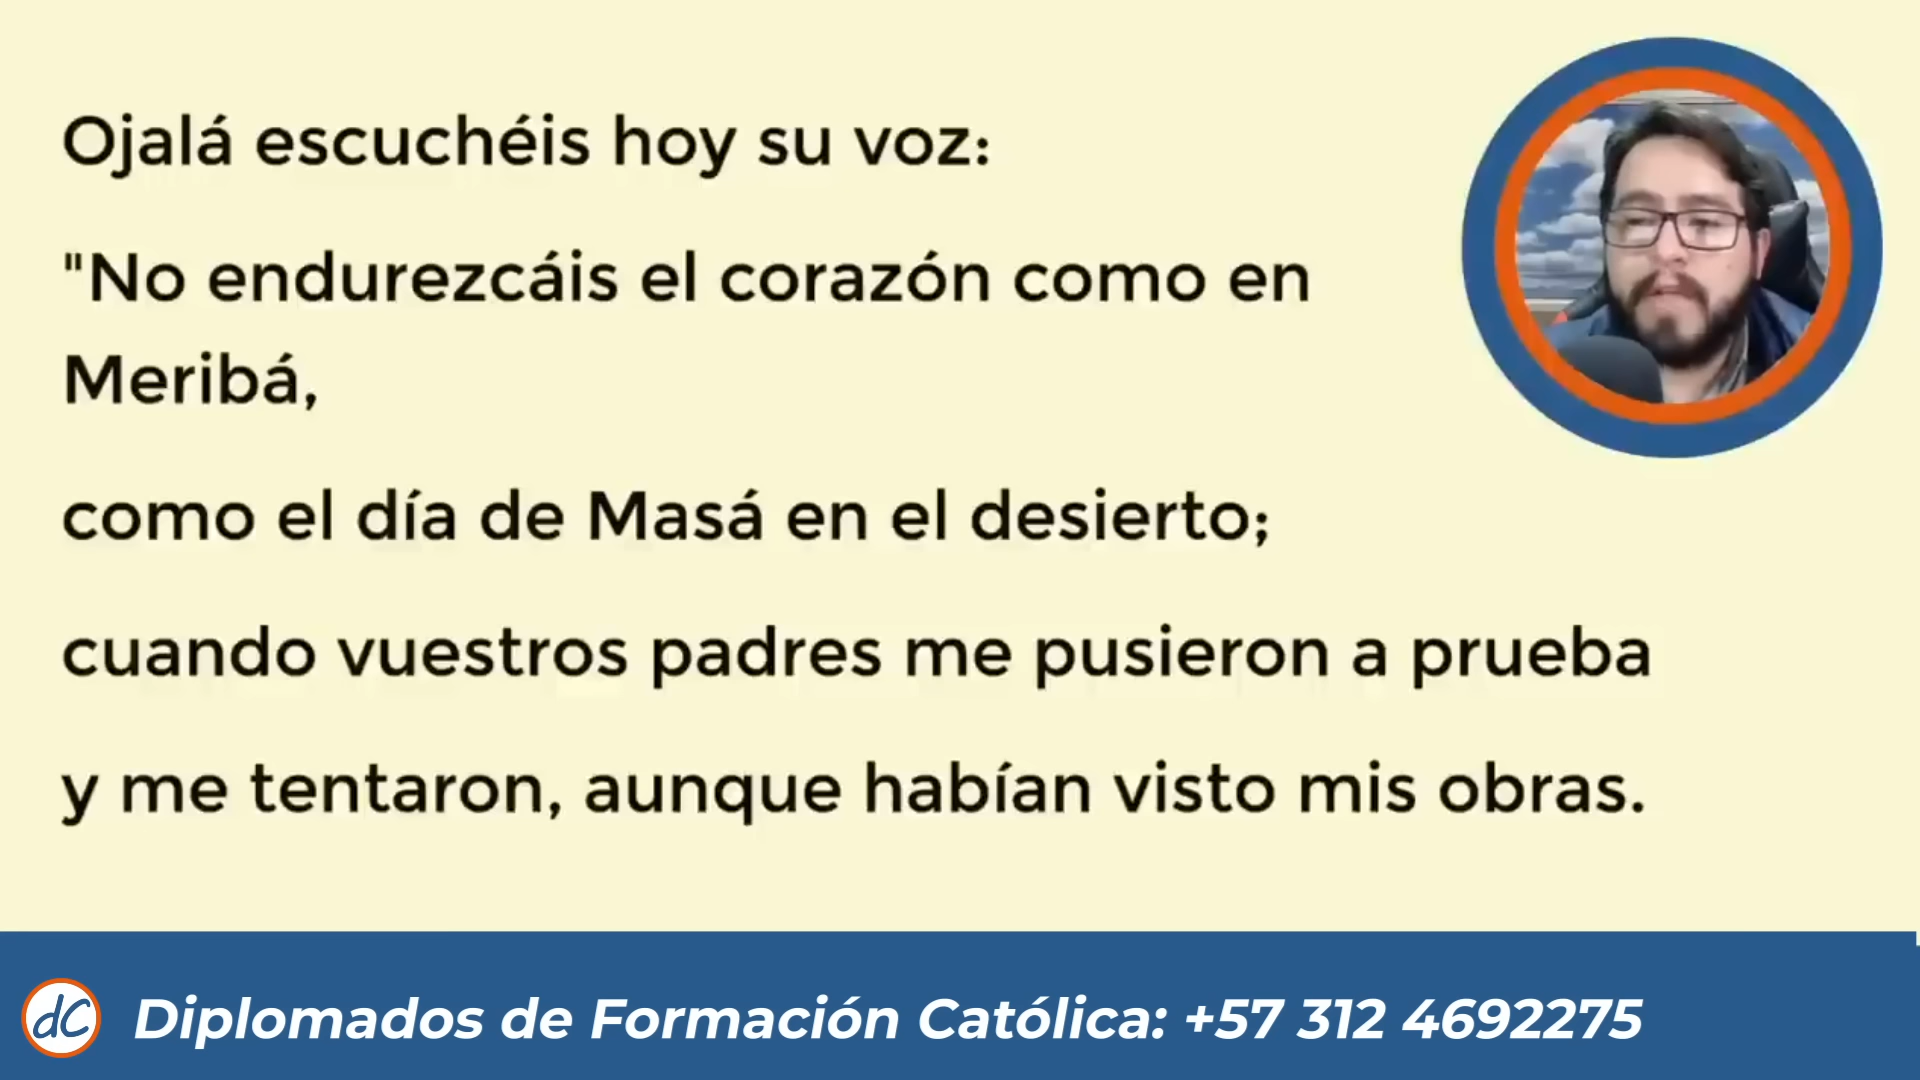 Ojalá escuchéis hoy su voz:
"No endurezcáis el corazón como en
Meribá,
como el día de Masá en el desierto;
cuando vuestros padres me pusieron a prueba
y me tentaron, aunque habían visto mis obras.
dC Diplomados de Formación Católica: +57 312 4692275